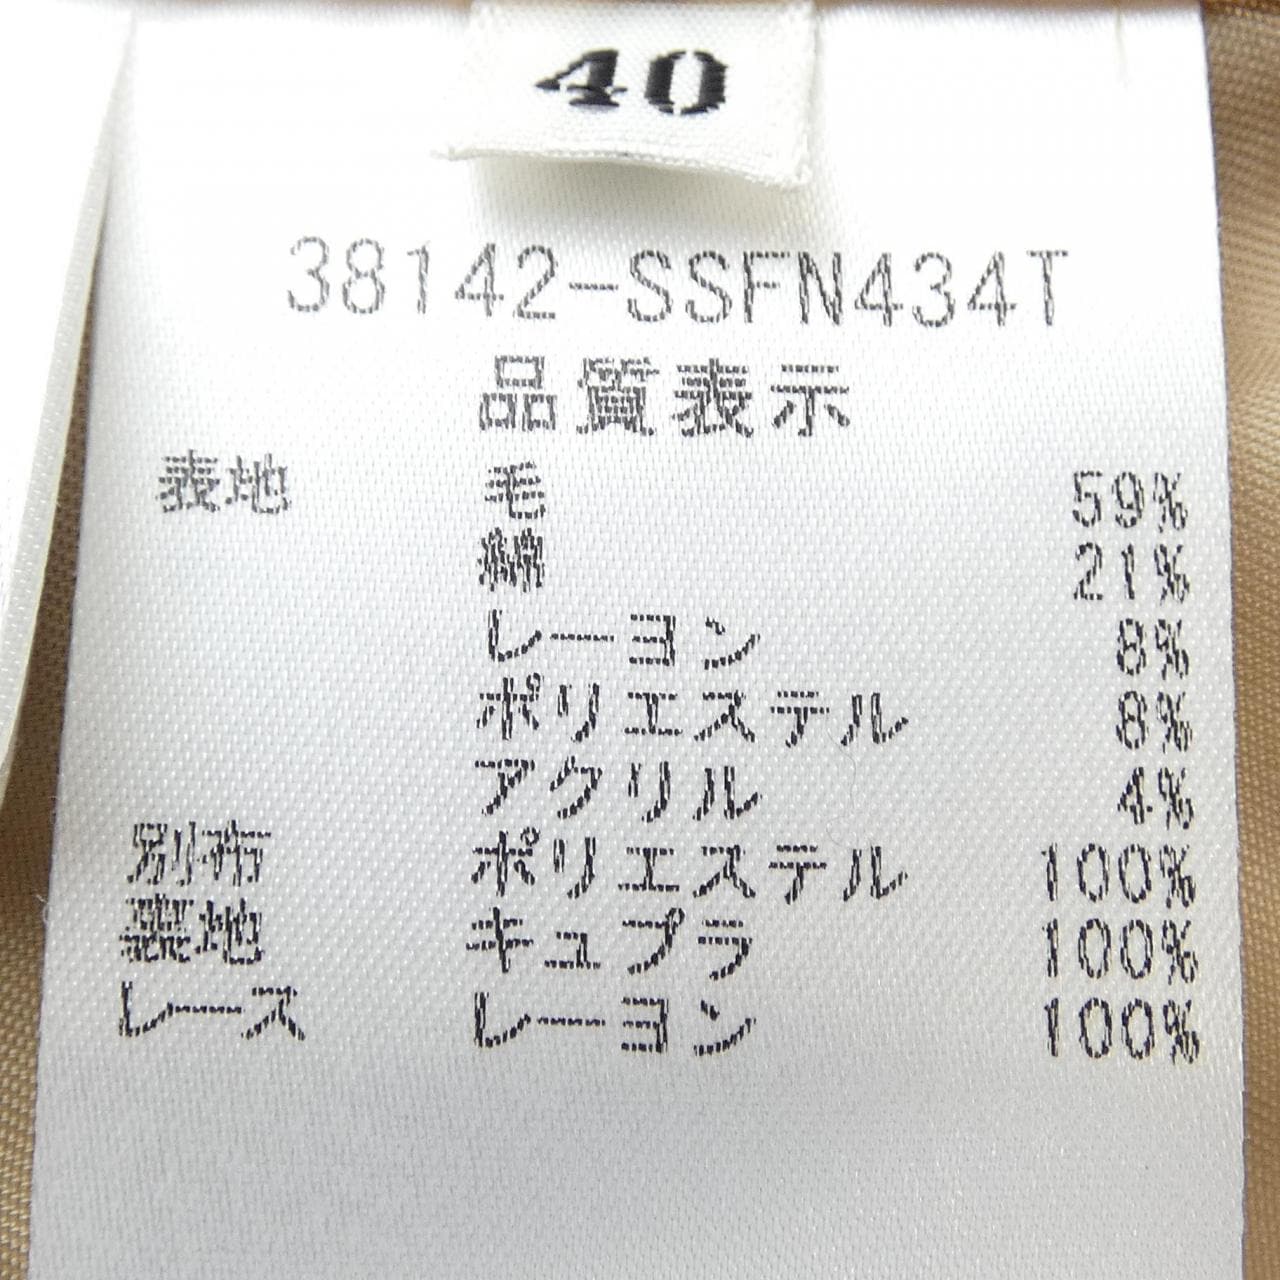 40
38142-SSFN434T
品質表示
表地 毛 59%
綿 21%
レーヨン 8%
ポリエステル 8%
アクリル 4%
別布 ポリエステル 100%
裏地 キュプラ 100%
レース レーヨン 100%